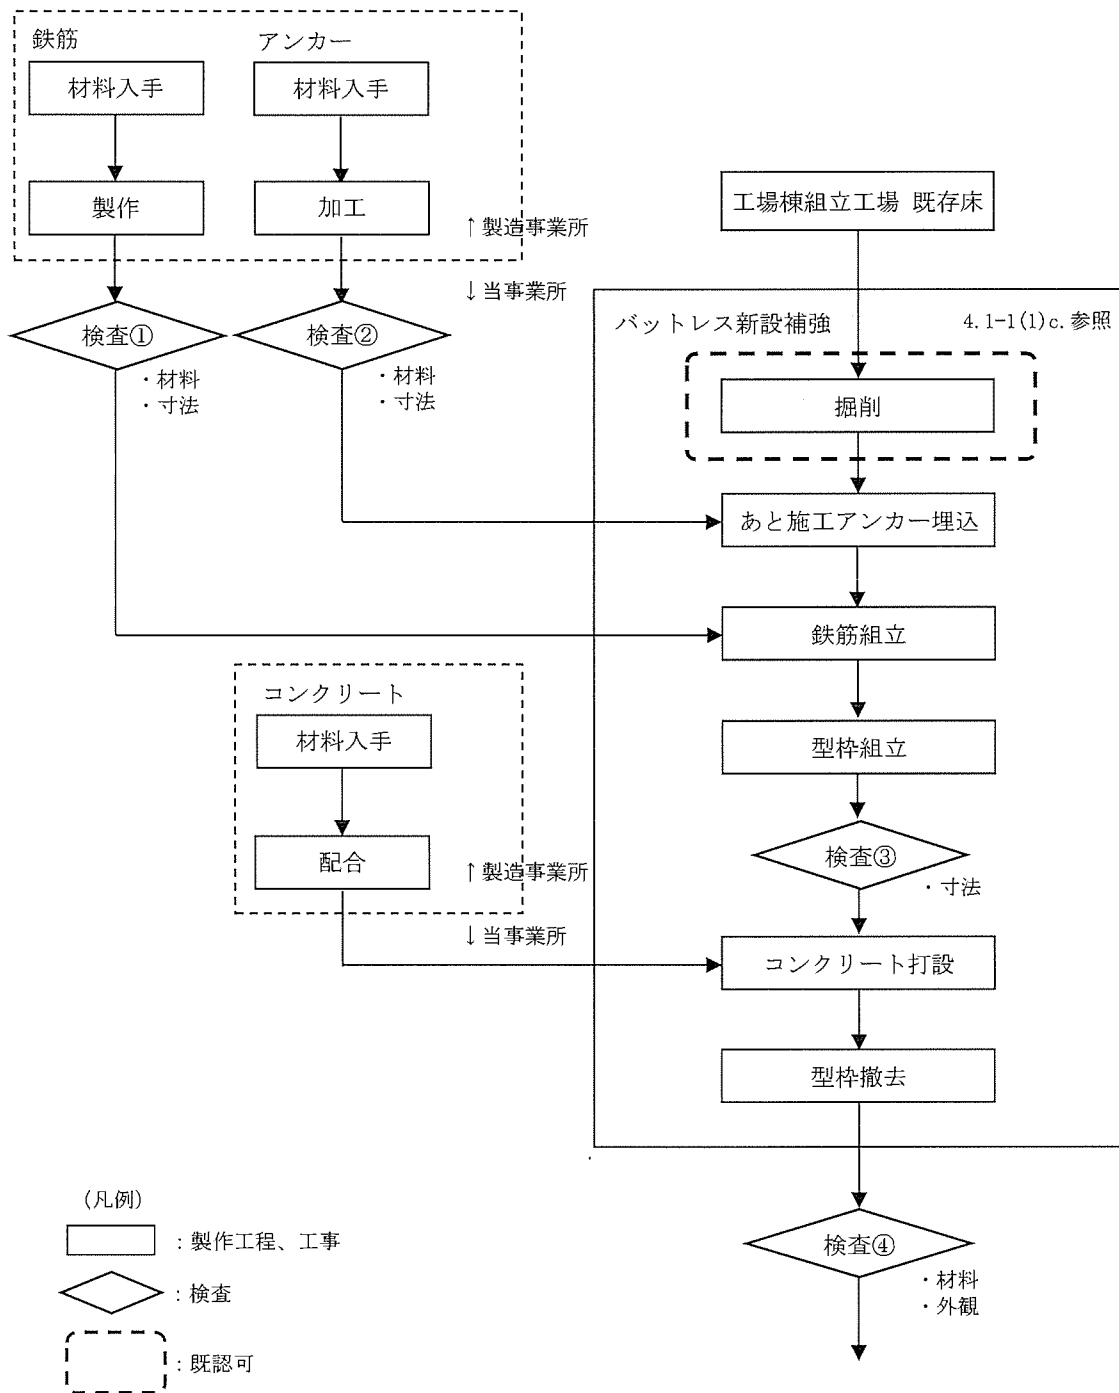 鉄筋
アンカー
材料入手
材料入手
製作
加工
↑製造事業所
↓当事業所
検査①
・材料
・寸法
検査②
・材料
・寸法
工場棟組立工場 既存床
バットレス新設補強
4.1-1(1)c.参照
掘削
あと施工アンカー埋込
鉄筋組立
型枠組立
検査③
・寸法
コンクリート
材料入手
配合
↑製造事業所
↓当事業所
コンクリート打設
型枠撤去
検査④
・材料
・外観
(凡例)
:製作工程、工事
:検査
:既認可